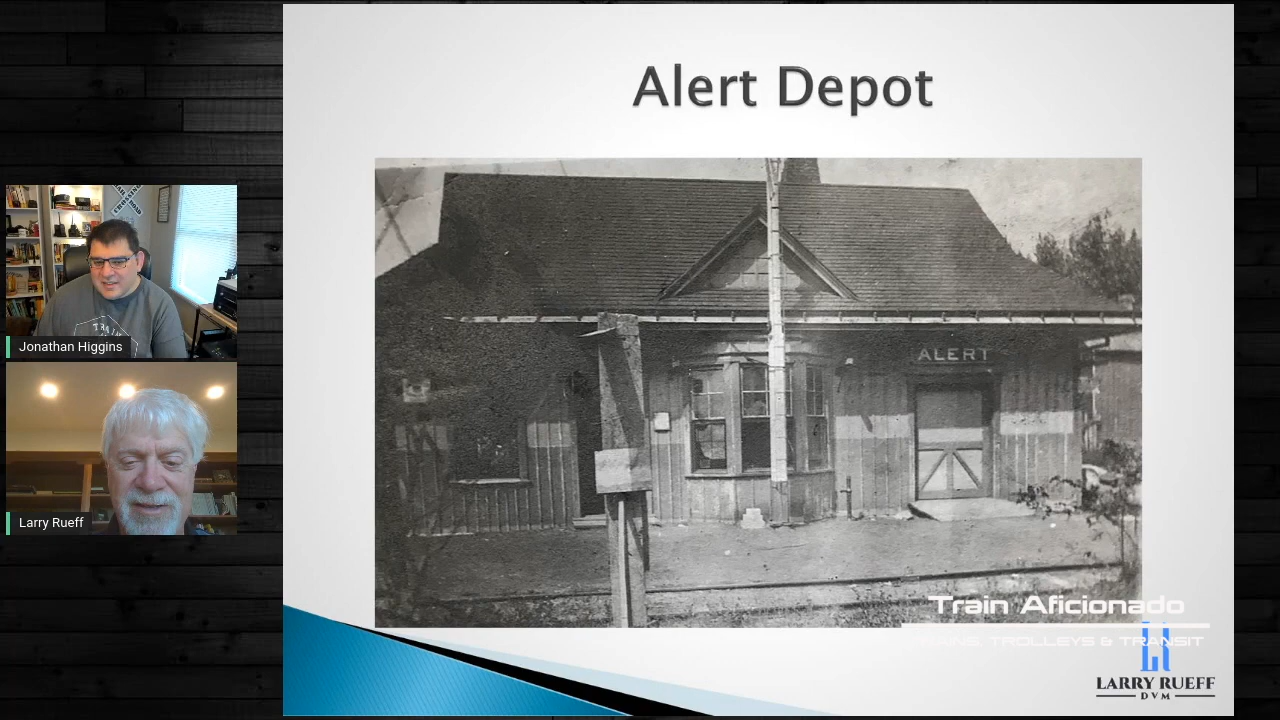 Alert Depot
ALERT
Jonathan Higgins
Larry Rueff
Train Aficionado
TRAINS TROLLEYS & TRANSIT
LARRY RUEFF
DVM